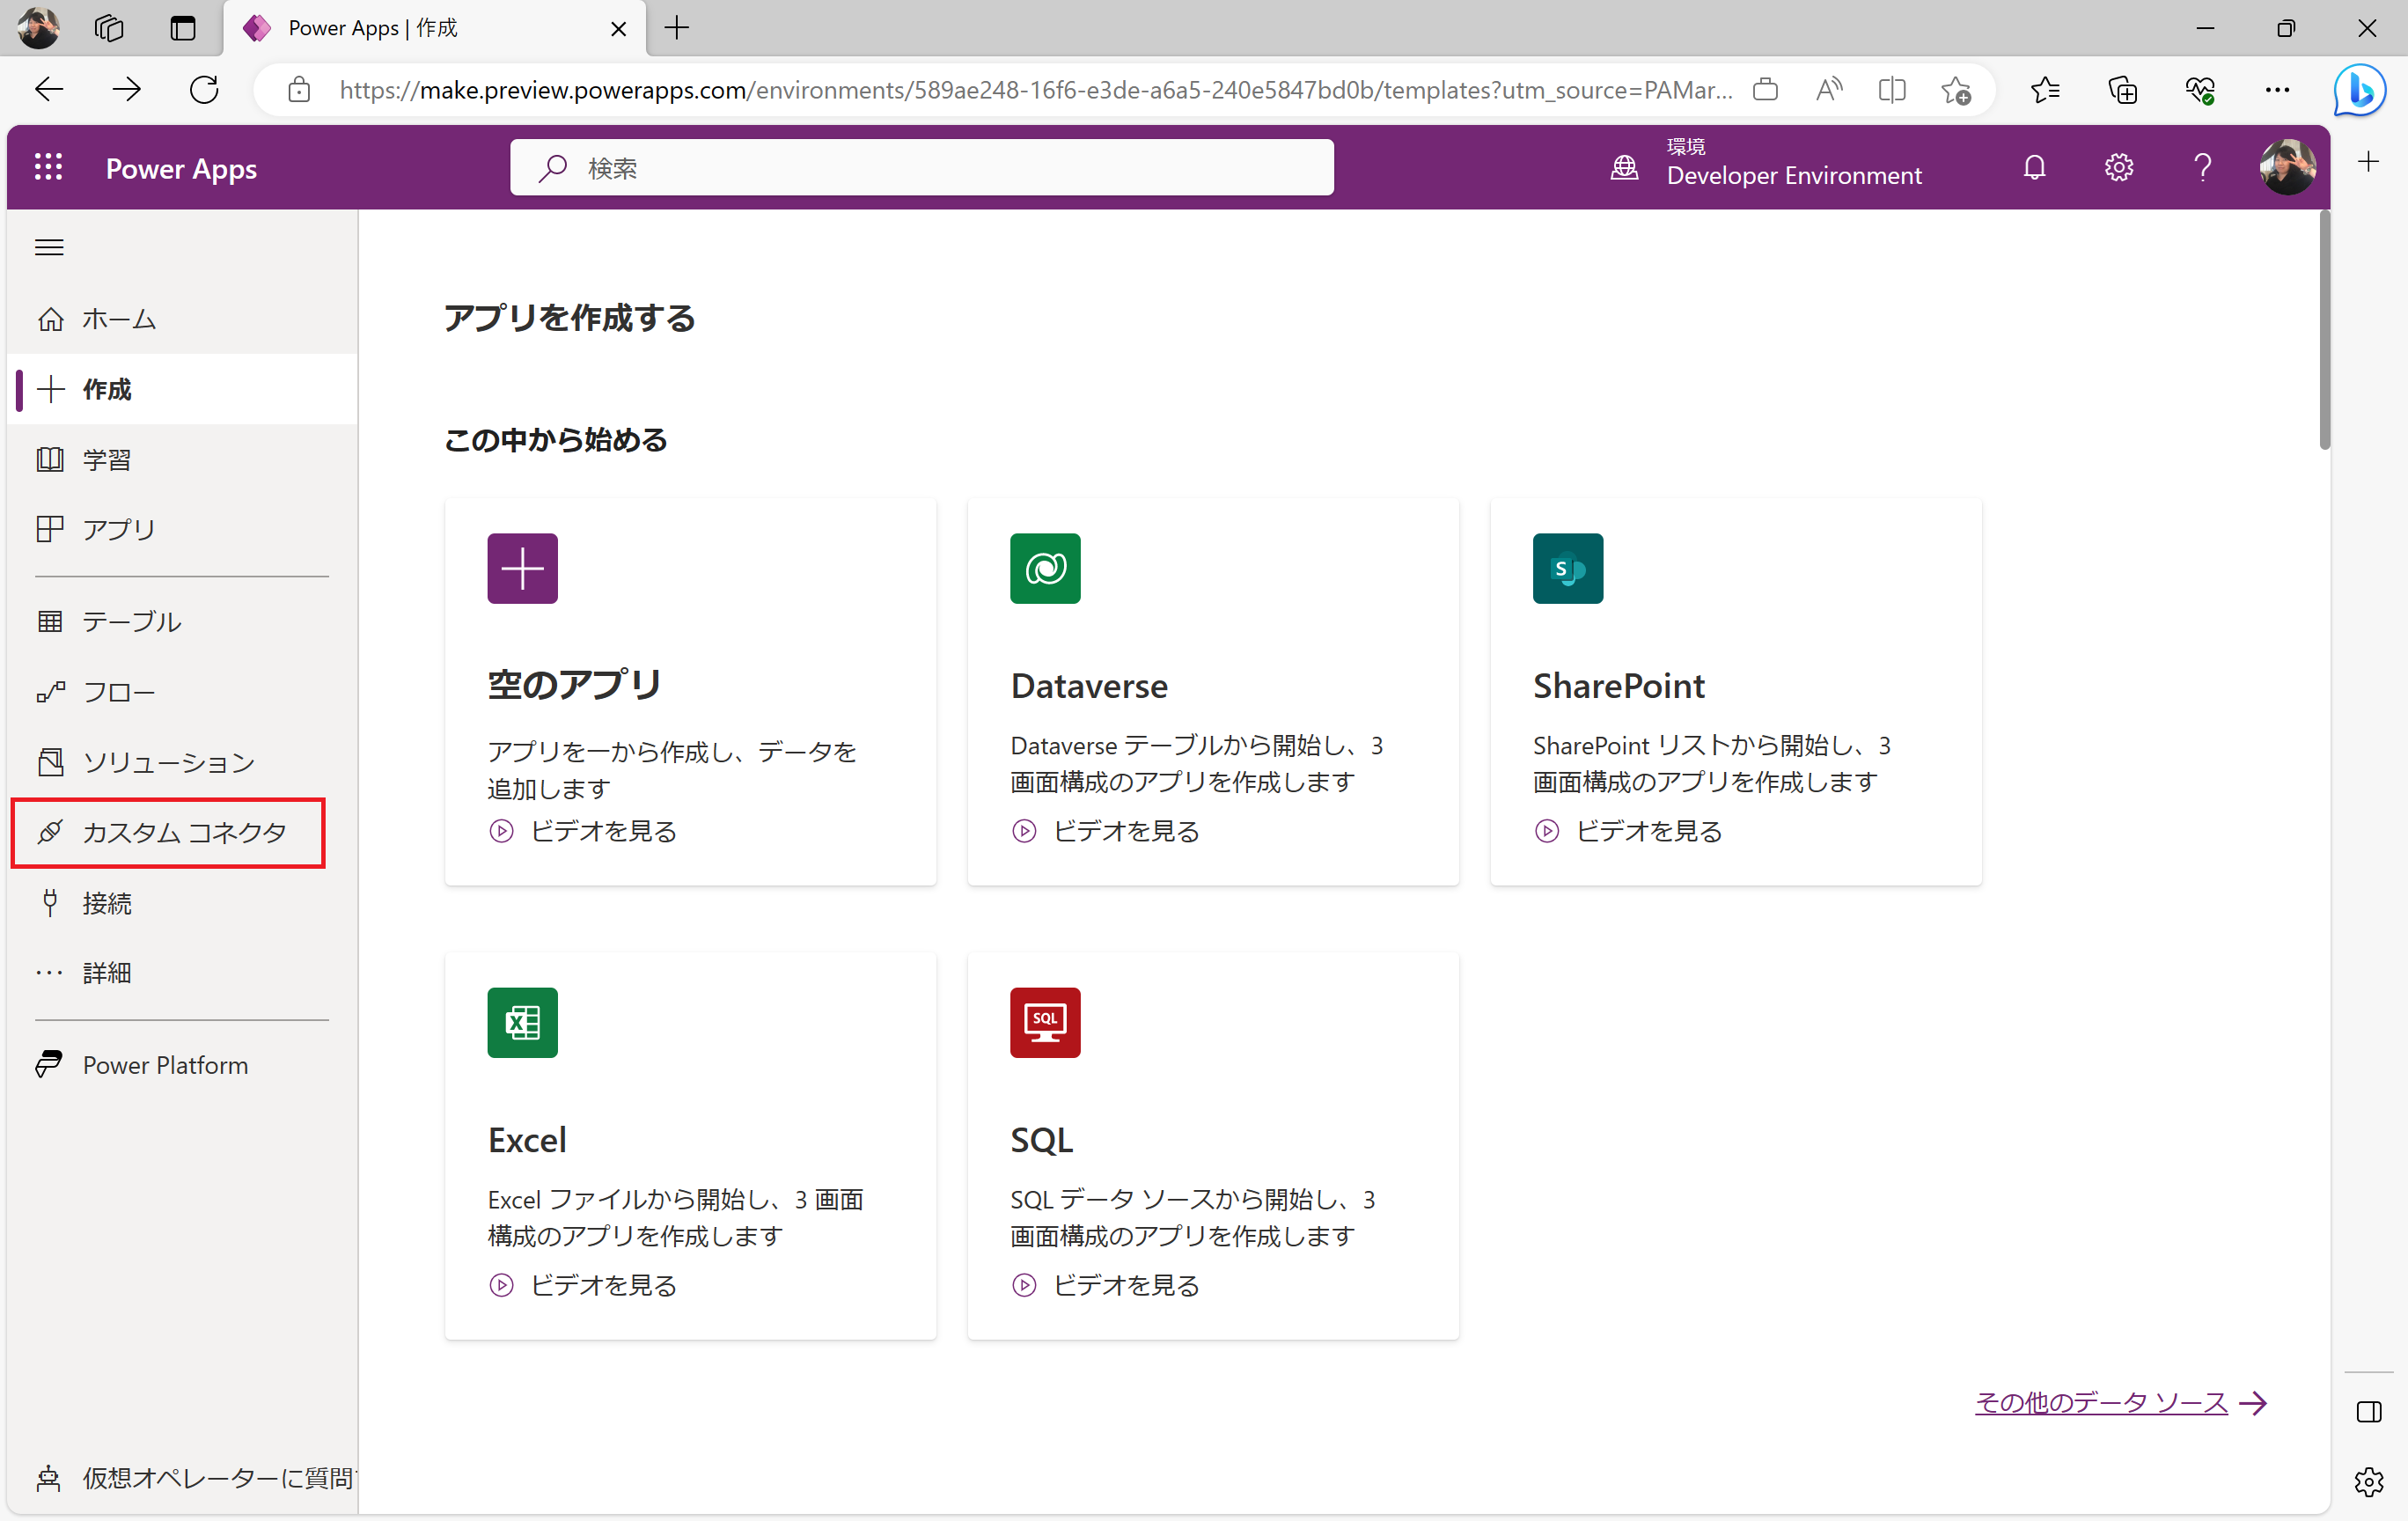 Power Apps | 作成
https://make.preview.powerapps.com/environments/589ae248-16f6-e3de-a6a5-240e5847bd0b/templates?utm_source=PAMar...
Power Apps
検索
環境
Developer Environment
ホーム
作成
学習
アプリ
テーブル
フロー
ソリューション
カスタム コネクタ
接続
詳細
Power Platform
仮想オペレーターに質問
アプリを作成する
この中から始める
空のアプリ
アプリを一から作成し、データを
追加します
ビデオを見る
Dataverse
Dataverse テーブルから開始し、3
画面構成のアプリを作成します
ビデオを見る
S
SharePoint
SharePoint リストから開始し、3
画面構成のアプリを作成します
ビデオを見る
X
Excel
Excel ファイルから開始し、3 画面
構成のアプリを作成します
ビデオを見る
SQL
SQL
SQL データ ソースから開始し、3
画面構成のアプリを作成します
ビデオを見る
その他のデータ ソース